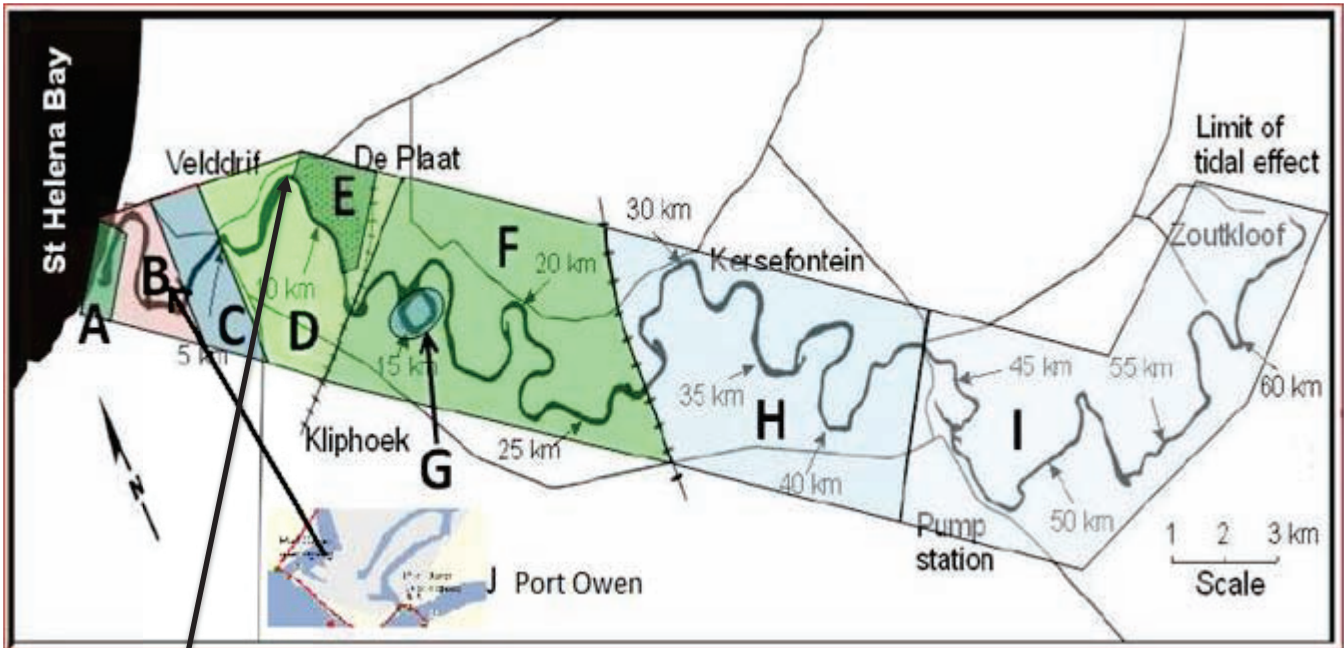 St Helena Bay
Velddrif
De Plaat
Limit of
tidal effect
Zoutkloof
Kersefontein
Kliphoek
Pump
station
A
B
C
D
E
F
G
H
I
5 km
10 km
15 km
20 km
25 km
30 km
35 km
40 km
45 km
50 km
55 km
60 km
N
J Port Owen
1 2 3 km
Scale